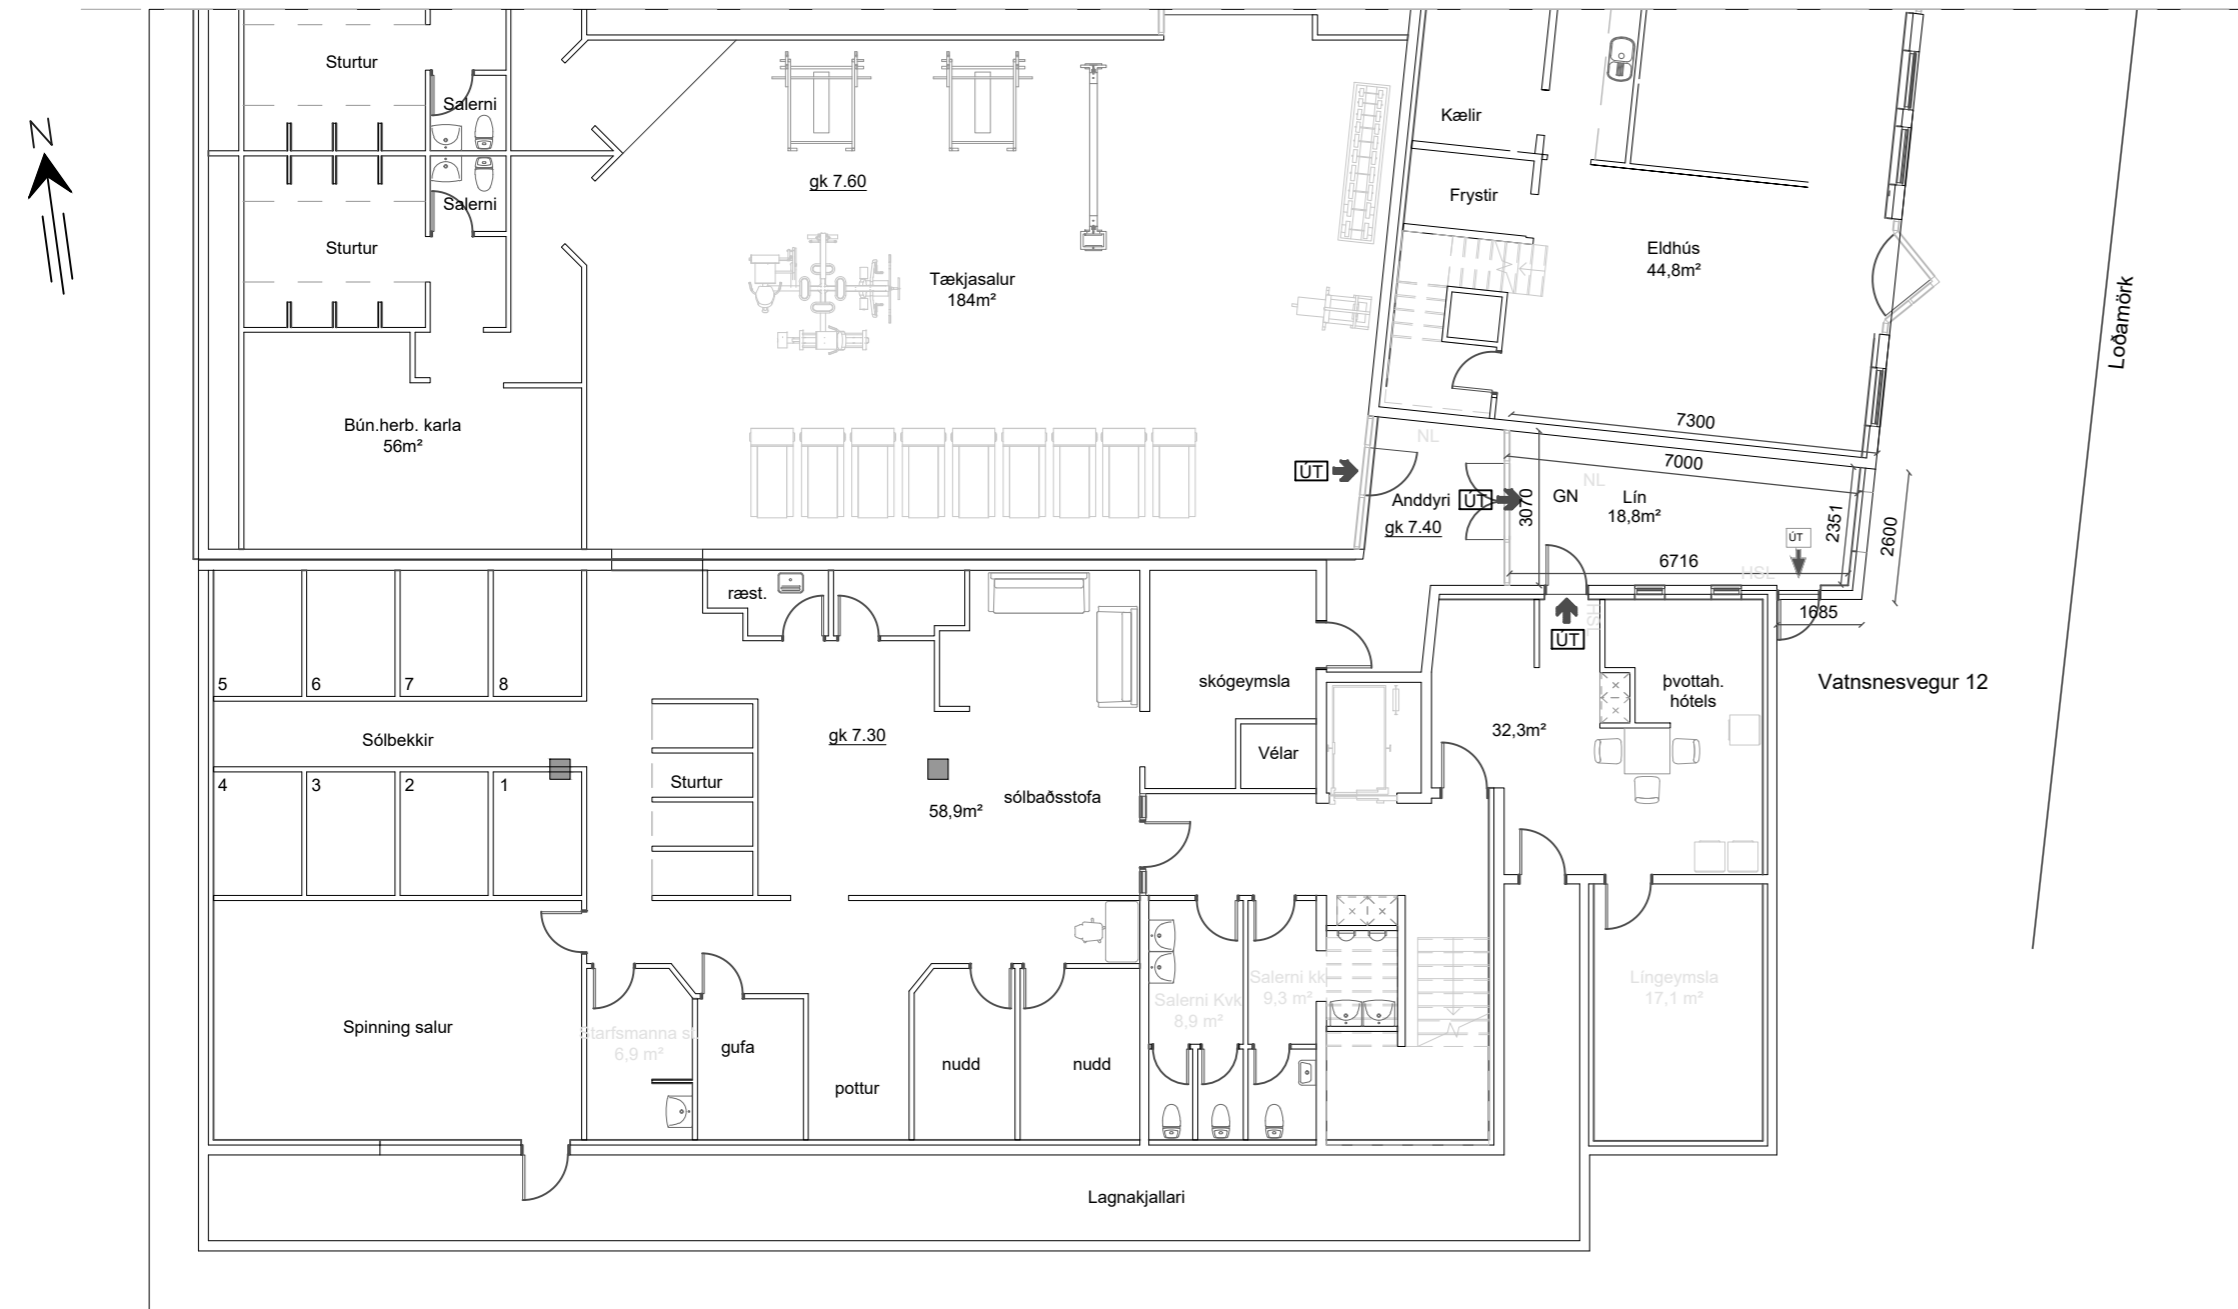 Sturtur
Salerni
N
Kælir
gk 7.60
Frystir
Salerni
Sturtur
Eldhús
44,8m²
Tækjasalur
184m²
Loðamörk
Bún.herb. karla
56m²
7300
NL
7000
NL
ÚT
Anddyri
ÚT
gk 7.40
3070
GN
Lín
18,8m²
2351
2600
ÚT
6716
HSL
HSL
1685
ÚT
ræst.
5
6
7
8
skógeymsla
þvottah.
hótels
Vatnsnesvegur 12
gk 7.30
32,3m²
Sólbekkir
Vélar
4
3
2
1
Sturtur
58,9m²
sólbaðsstofa
Salerni kk
9,3 m²
Salerni Kvk
8,9 m²
Língeymsla
17,1 m²
Spinning salur
6,9 m²
gufa
nudd
nudd
pottur
Lagnakjallari